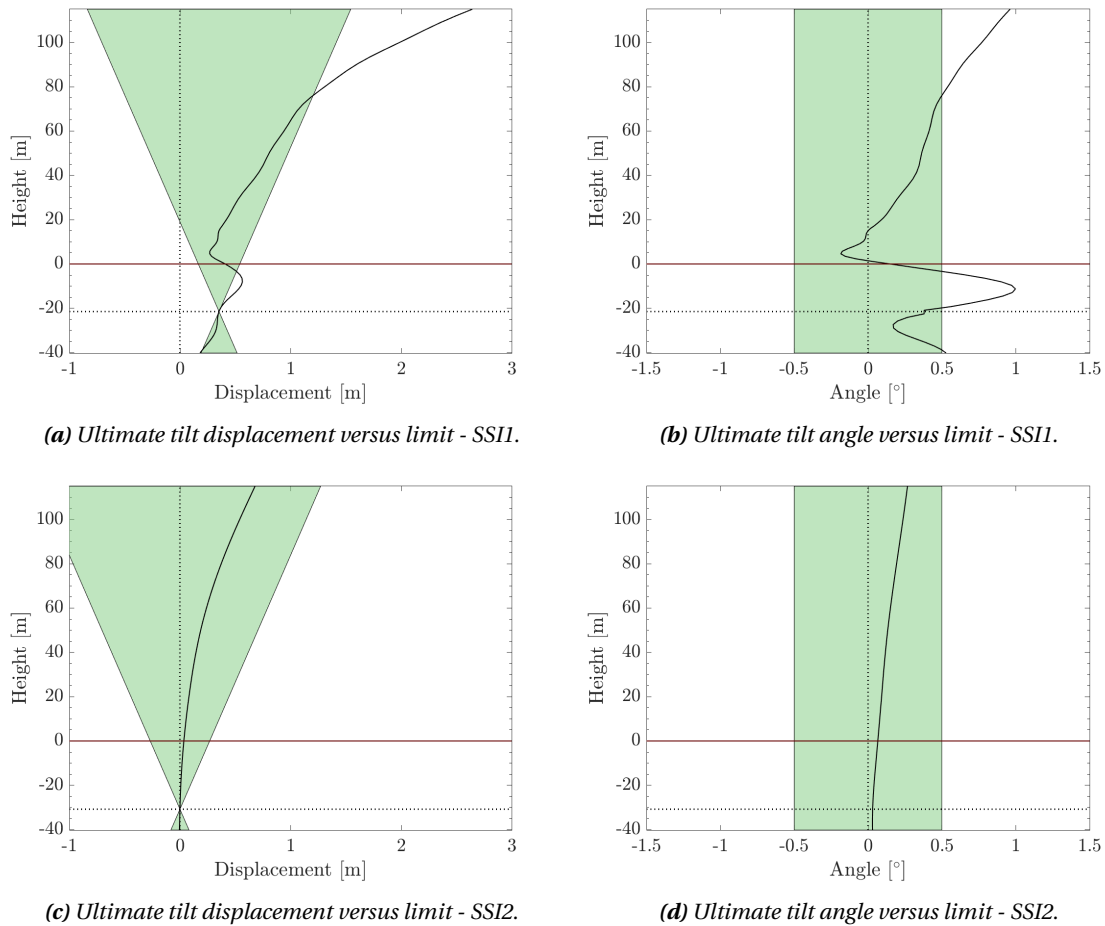 100
80
60
40
20
0
-20
-40
Height [m]
-1 0 1 2 3
Displacement [m]
(a) Ultimate tilt displacement versus limit - SSI1.
100
80
60
40
20
0
-20
-40
Height [m]
-1.5 -1 -0.5 0 0.5 1 1.5
Angle [°]
(b) Ultimate tilt angle versus limit - SSI1.
100
80
60
40
20
0
-20
-40
Height [m]
-1 0 1 2 3
Displacement [m]
(c) Ultimate tilt displacement versus limit - SSI2.
100
80
60
40
20
0
-20
-40
Height [m]
-1.5 -1 -0.5 0 0.5 1 1.5
Angle [°]
(d) Ultimate tilt angle versus limit - SSI2.